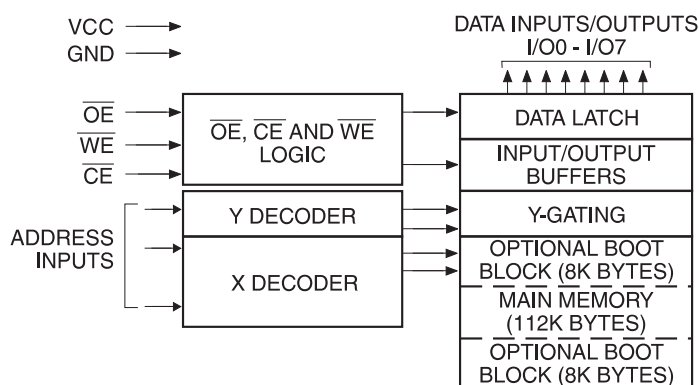 VCC
GND
DATA INPUTS/OUTPUTS
I/O0 - I/O7
OE
WE
CE
OE, CE AND WE
LOGIC
DATA LATCH
INPUT/OUTPUT
BUFFERS
ADDRESS
INPUTS
Y DECODER
Y-GATING
X DECODER
OPTIONAL BOOT
BLOCK (8K BYTES)
MAIN MEMORY
(112K BYTES)
OPTIONAL BOOT
BLOCK (8K BYTES)